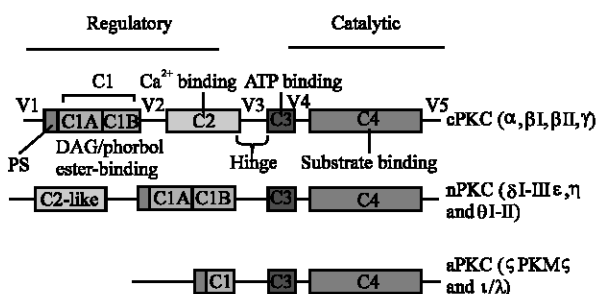 Regulatory Catalytic
C1 Ca2+ binding ATP binding
V1 V2 V3 V4 V5
C1A C1B C2 C3 C4 cPKC (α,βI,βII,γ)
PS DAG/phorbol ester-binding Hinge Substrate binding
C2-like C1A C1B C3 C4 nPKC (δI-III ε,η and θI-II)
C1 C3 C4 aPKC (ς PKMς and ι/λ)